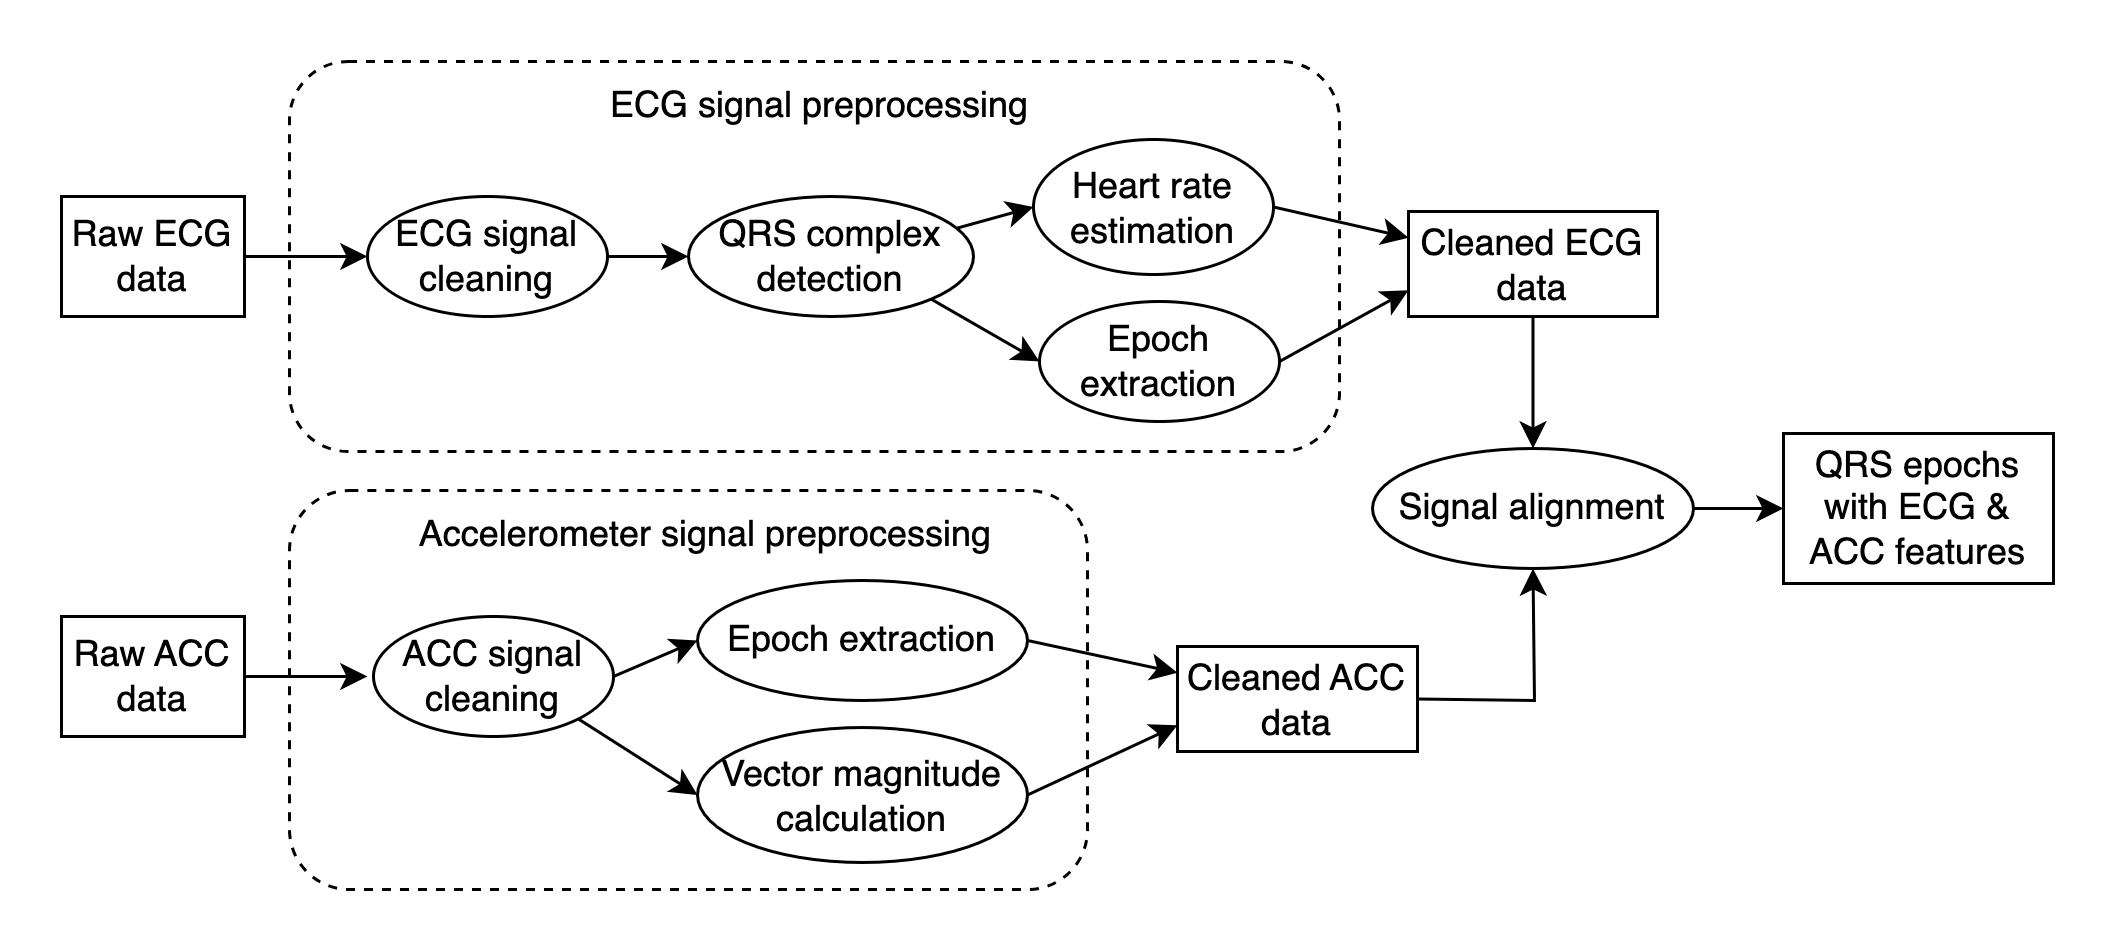 ECG signal preprocessing
Raw ECG
data
ECG signal
cleaning
QRS complex
detection
Heart rate
estimation
Epoch
extraction
Cleaned ECG
data
Accelerometer signal preprocessing
Raw ACC
data
ACC signal
cleaning
Epoch extraction
Vector magnitude
calculation
Cleaned ACC
data
Signal alignment
QRS epochs
with ECG &
ACC features